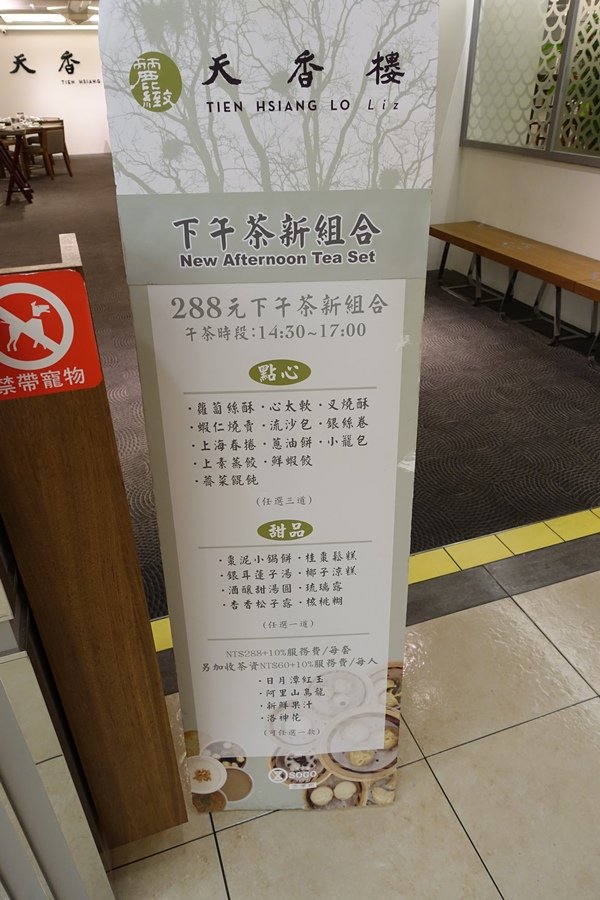 天香
TIEN HSIANG
麗緻
天香樓
TIEN HSIANG LO Liz
下午茶新組合
New Afternoon Tea Set
288元下午茶新組合
午茶時段:14:30~17:00
點心
·蘿蔔絲酥·心太軟·叉燒酥
·蝦仁燒賣·流沙包·銀絲卷
·上海春捲·蔥油餅·小籠包
·上素蒸餃·鮮蝦餃
·薺菜餛飩
(任選三道)
甜品
·棗泥小鍋餅·桂棗鬆糕
·銀耳蓮子湯·椰子涼糕
·酒釀甜湯圓·琉璃露
·杏香松子露·核桃糊
(任選一道)
NT$288+10%服務費/每套
另加收茶資NT$60+10%服務費/每人
·日月潭紅玉
·阿里山烏龍
·新鮮果汁
·洛神花
(可任選一款)
SOGO
禁帶寵物